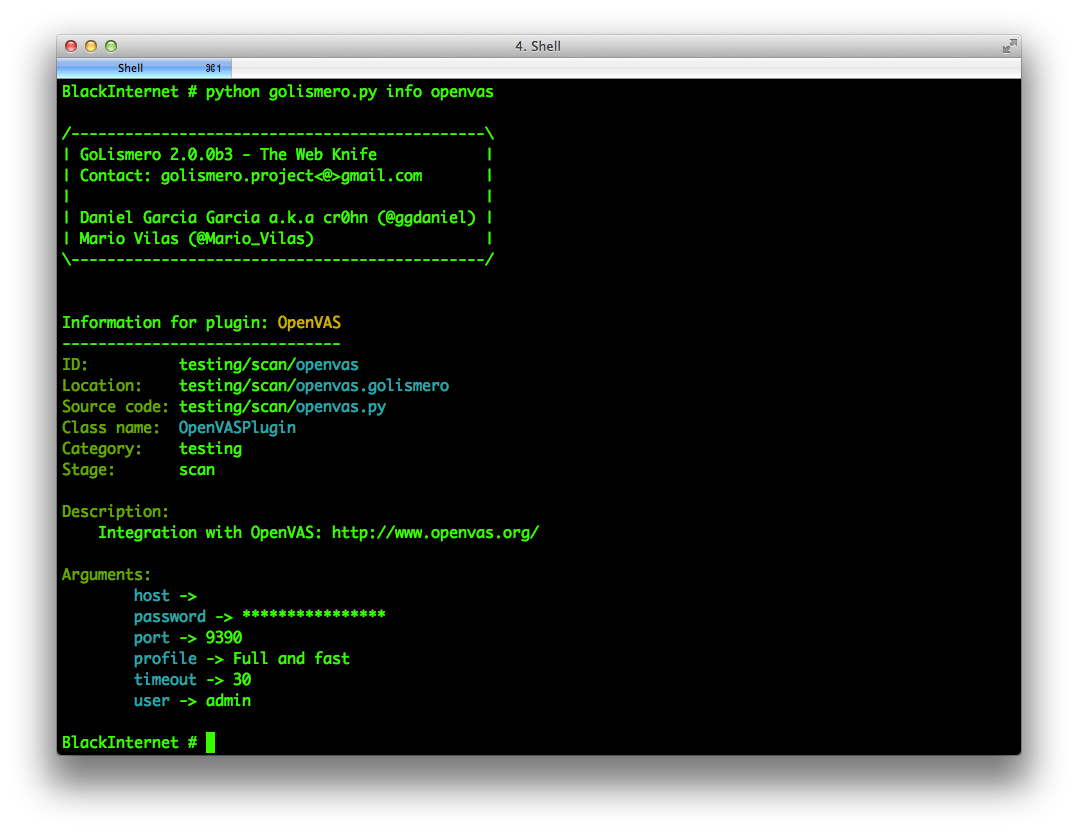 4. Shell
Shell ⌘1
BlackInternet # python golismero.py info openvas
/----------------------------------------------\
| GoLismero 2.0.0b3 - The Web Knife            |
| Contact: golismero.project<@>gmail.com       |
|                                              |
| Daniel Garcia Garcia a.k.a cr0hn (@ggdaniel) |
| Mario Vilas (@Mario_Vilas)                   |
\----------------------------------------------/
Information for plugin: OpenVAS
-------------------------------
ID:          testing/scan/openvas
Location:    testing/scan/openvas.golismero
Source code: testing/scan/openvas.py
Class name:  OpenVASPlugin
Category:    testing
Stage:       scan
Description:
    Integration with OpenVAS: http://www.openvas.org/
Arguments:
        host ->
        password -> ****************
        port -> 9390
        profile -> Full and fast
        timeout -> 30
        user -> admin
BlackInternet #